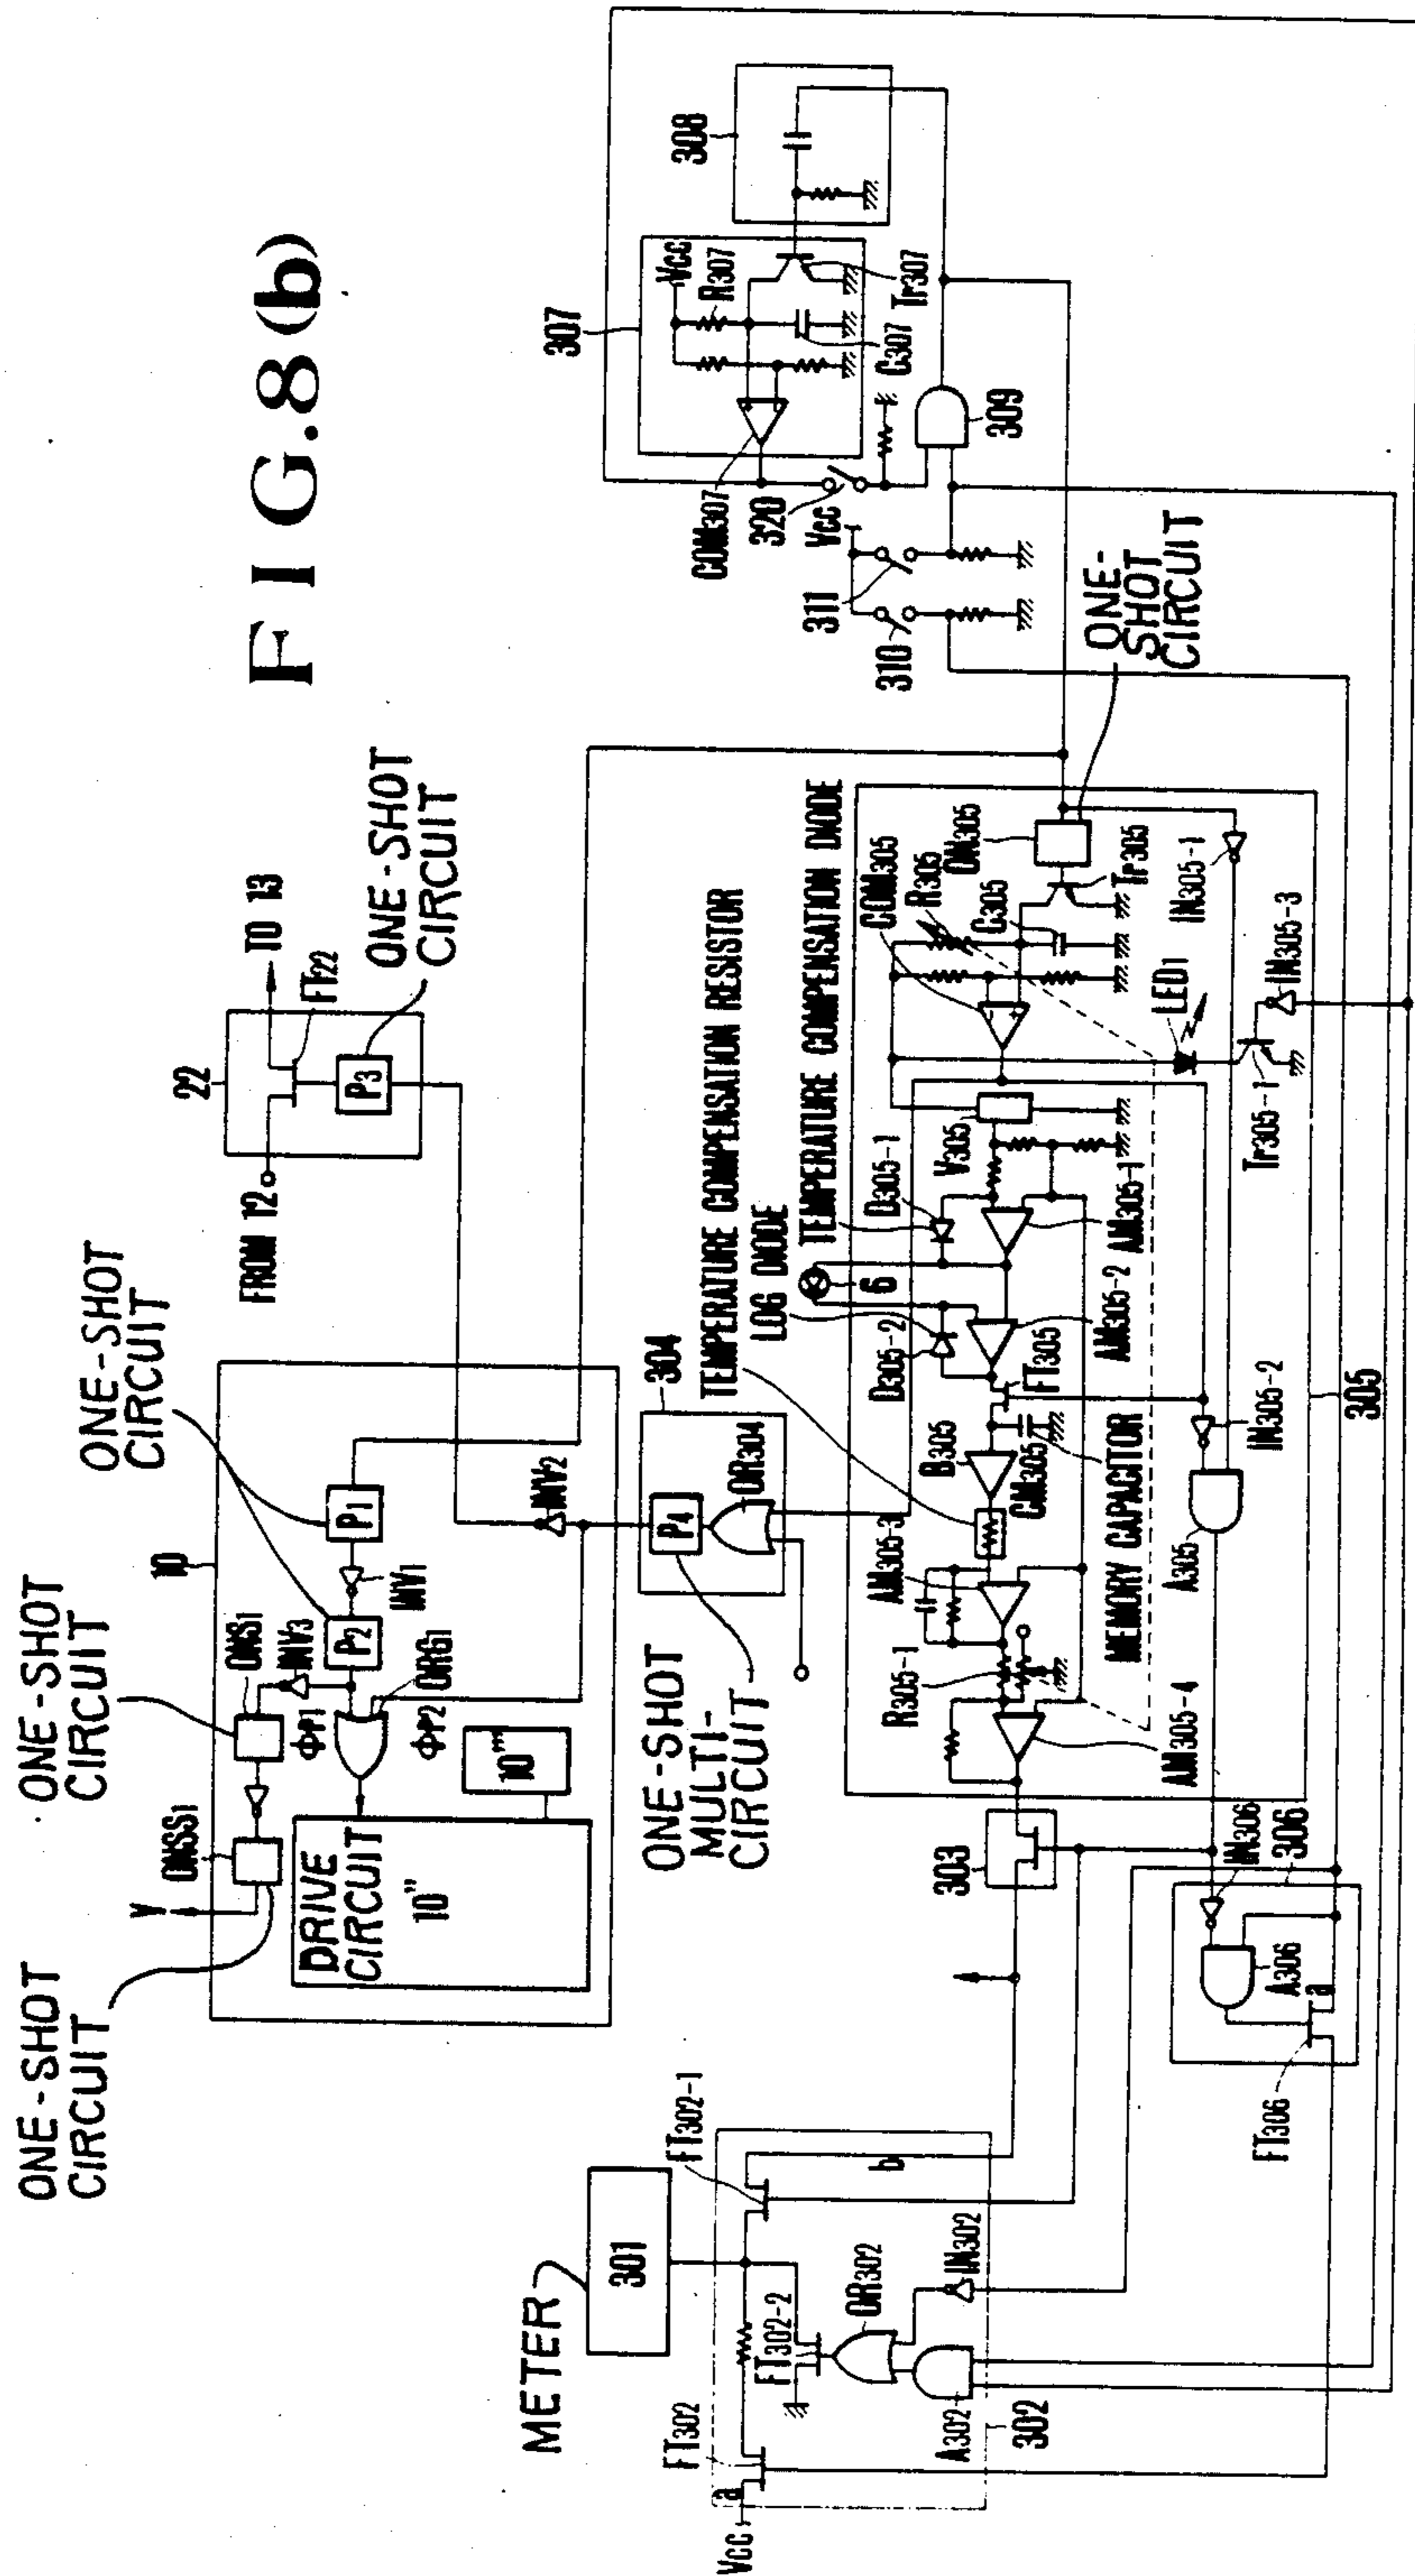 FIG.8(b)
ONE-SHOT
CIRCUIT
ONE-SHOT
CIRCUIT
ONE-SHOT
CIRCUIT
ONE-SHOT
CIRCUIT
10
ONSS1
ONS1
INV3
P2
INV1
P1
ΦP1
ORG1
ΦP2
DRIVE
CIRCUIT
10"
10"'
INV2
22
FROM 12
TO 13
FT22
P3
307
Vcc
R307
C307
Tr307
COM307
308
320
309
Vcc
310
311
ONE-
SHOT
CIRCUIT
METER
301
FT302-1
FT302
FT302-2
OR302
A302
IN302
302
Vcc
a
b
303
304
P4
OR304
ONE-SHOT
MULTI-
CIRCUIT
TEMPERATURE COMPENSATION RESISTOR
LOG DIODE
TEMPERATURE COMPENSATION DIODE
6
D305-1
D305-2
V305
COM305
R305
C305
ON305
Tr305
IN305-1
IN305-3
LED1
Tr305-1
AM305-1
AM305-2
FT305
B305
CM305
MEMORY CAPACITOR
AM305-3
R305-1
AM305-4
A305
IN305-2
305
IN306
306
A306
a
FT306